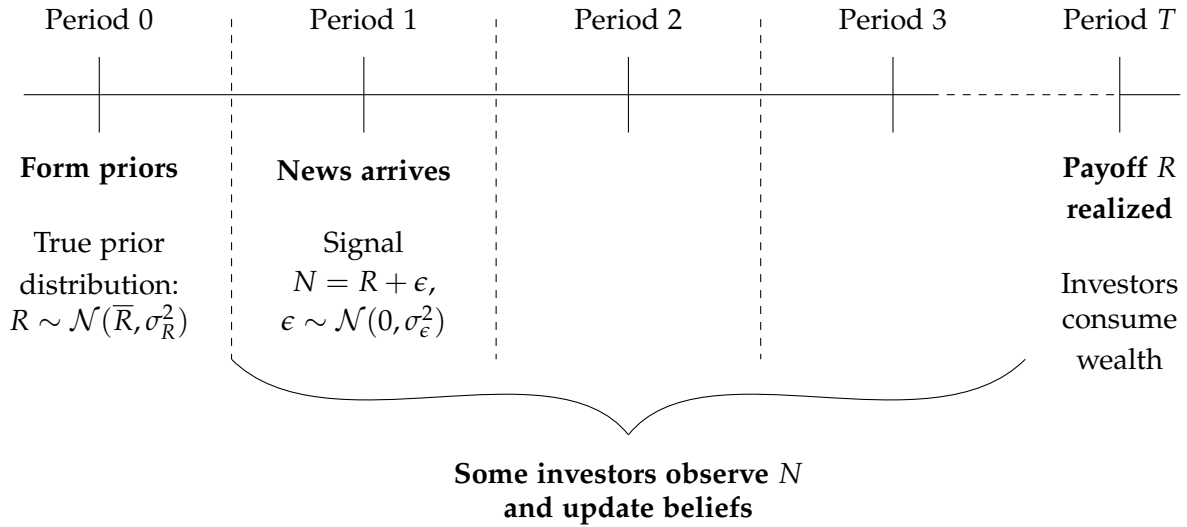 Period 0 Period 1 Period 2 Period 3 Period T
Form priors
True prior
distribution:
R ∼ 𝒩(R̅, σ_R^2)
News arrives
Signal
N = R + ϵ,
ϵ ∼ 𝒩(0, σ_ϵ^2)
Payoff R
realized
Investors
consume
wealth
Some investors observe N
and update beliefs